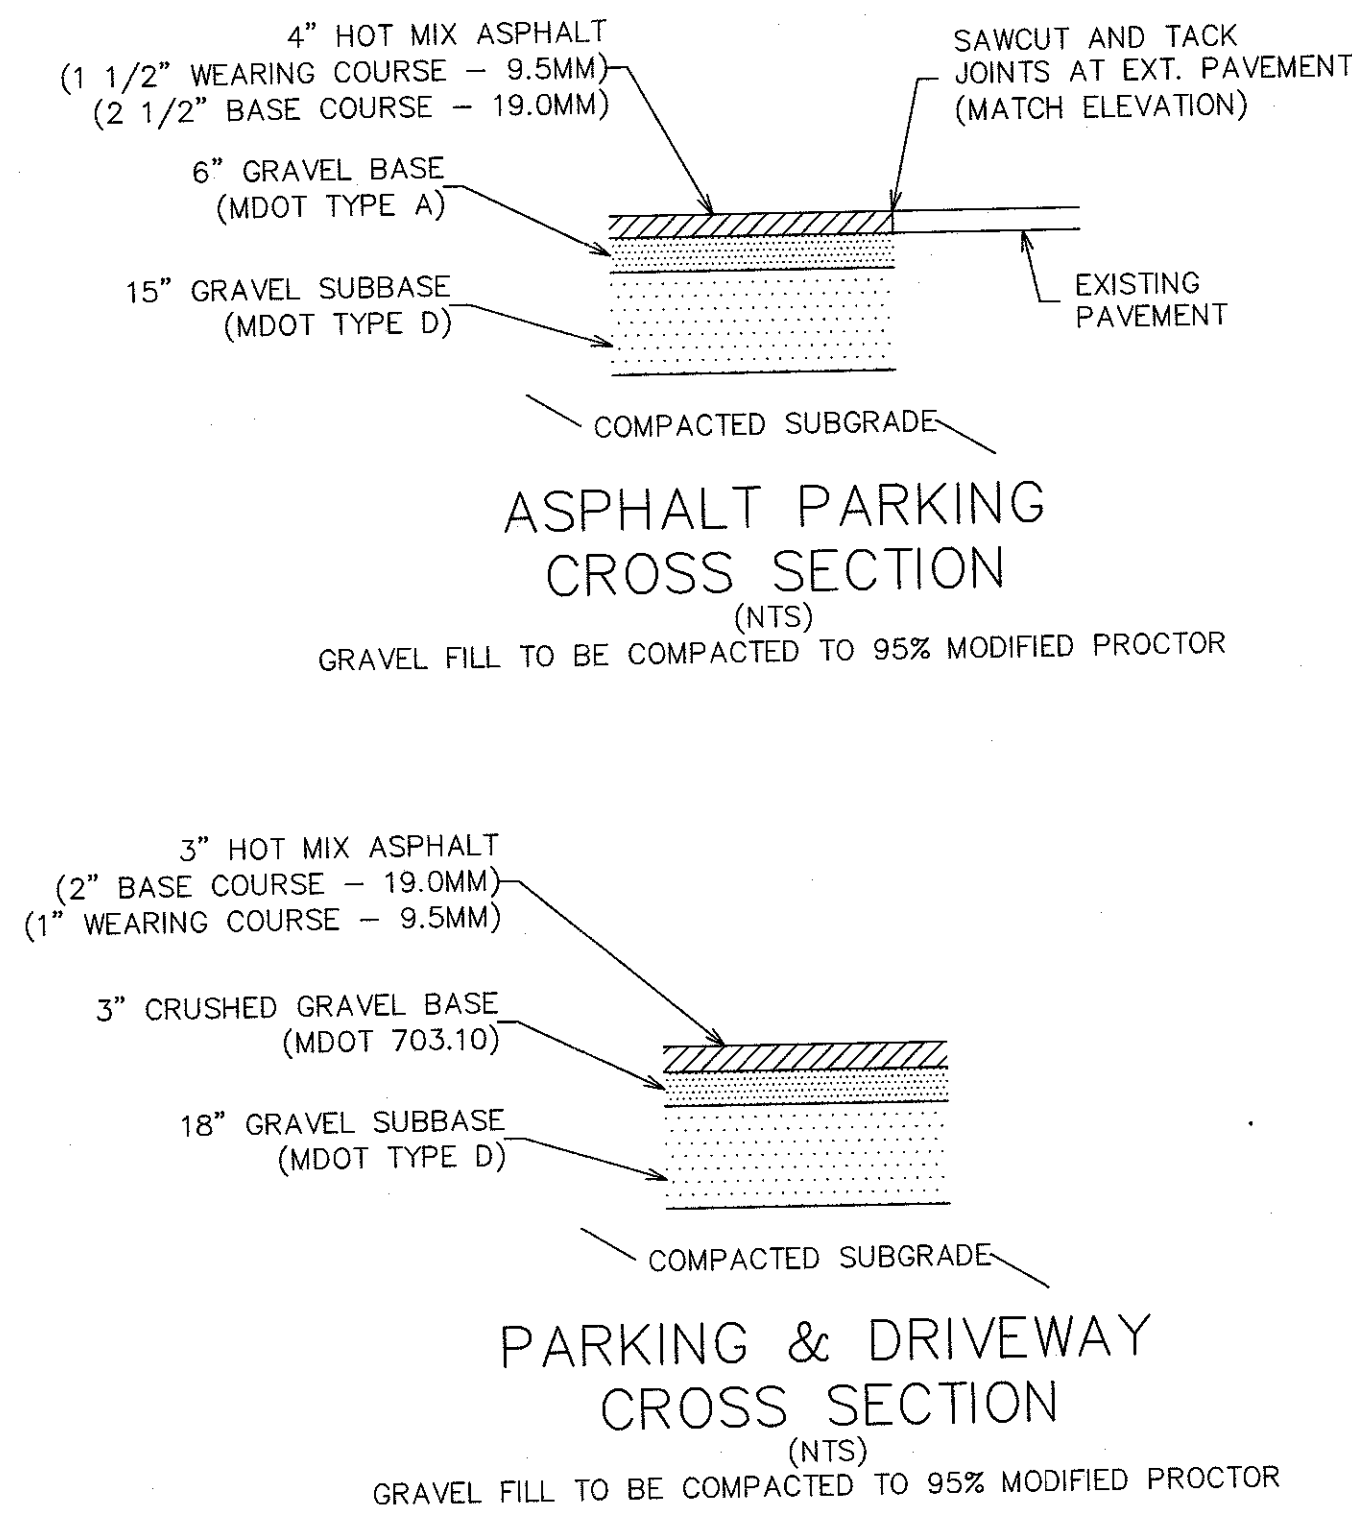 4" HOT MIX ASPHALT
(1 1/2" WEARING COURSE – 9.5MM)
(2 1/2" BASE COURSE – 19.0MM)
SAWCUT AND TACK
JOINTS AT EXT. PAVEMENT
(MATCH ELEVATION)
6" GRAVEL BASE
(MDOT TYPE A)
15" GRAVEL SUBBASE
(MDOT TYPE D)
EXISTING
PAVEMENT
COMPACTED SUBGRADE
ASPHALT PARKING
CROSS SECTION
(NTS)
GRAVEL FILL TO BE COMPACTED TO 95% MODIFIED PROCTOR
3" HOT MIX ASPHALT
(2" BASE COURSE – 19.0MM)
(1" WEARING COURSE – 9.5MM)
3" CRUSHED GRAVEL BASE
(MDOT 703.10)
18" GRAVEL SUBBASE
(MDOT TYPE D)
COMPACTED SUBGRADE
PARKING & DRIVEWAY
CROSS SECTION
(NTS)
GRAVEL FILL TO BE COMPACTED TO 95% MODIFIED PROCTOR